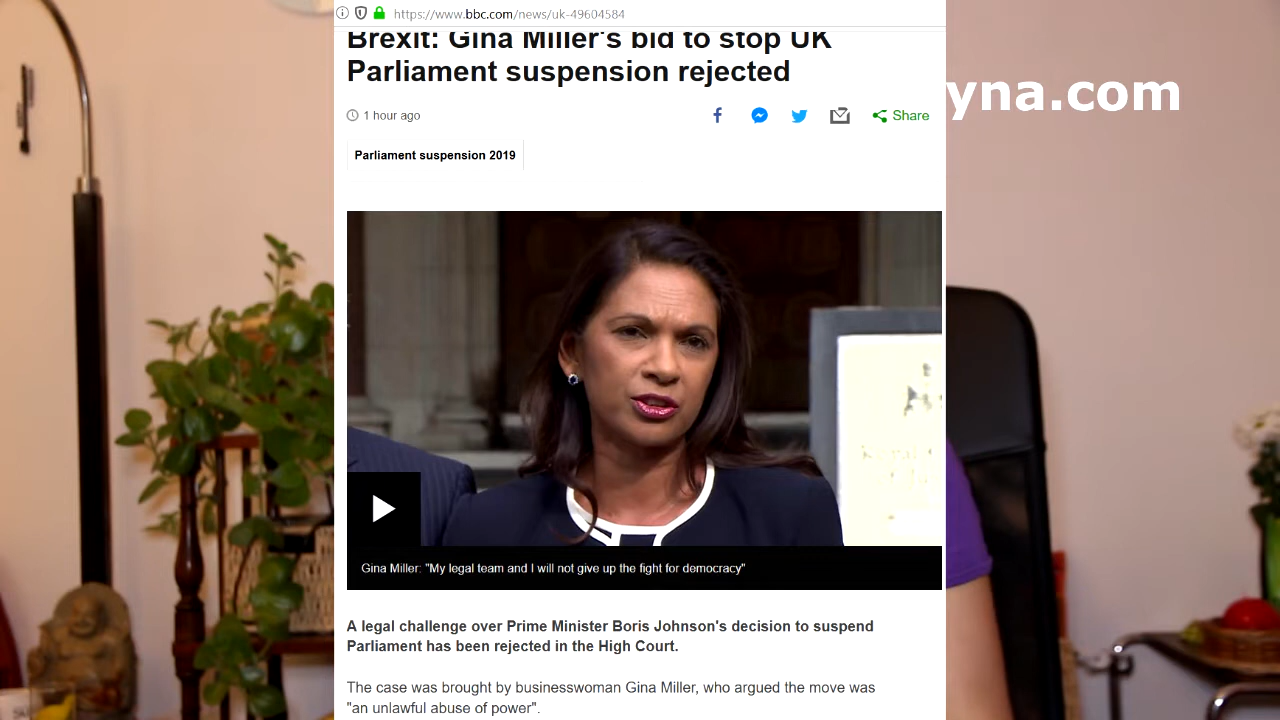 https://www.bbc.com/news/uk-49604584
Brexit: Gina Miller's bid to stop UK
Parliament suspension rejected
yna.com
1 hour ago
Share
Parliament suspension 2019
Gina Miller: "My legal team and I will not give up the fight for democracy"
A legal challenge over Prime Minister Boris Johnson's decision to suspend
Parliament has been rejected in the High Court.
The case was brought by businesswoman Gina Miller, who argued the move was
"an unlawful abuse of power".